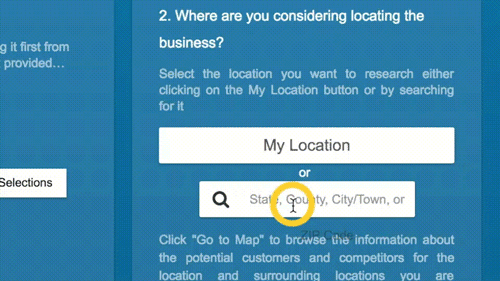 2. Where are you considering locating the
business?
g it first from
provided…
Select the location you want to research either
clicking on the My Location button or by searching
for it
My Location
or
Selections
State, County, City/Town, or
ZIP Code
Click "Go to Map" to browse the information about
the potential customers and competitors for the
location and surrounding locations you are